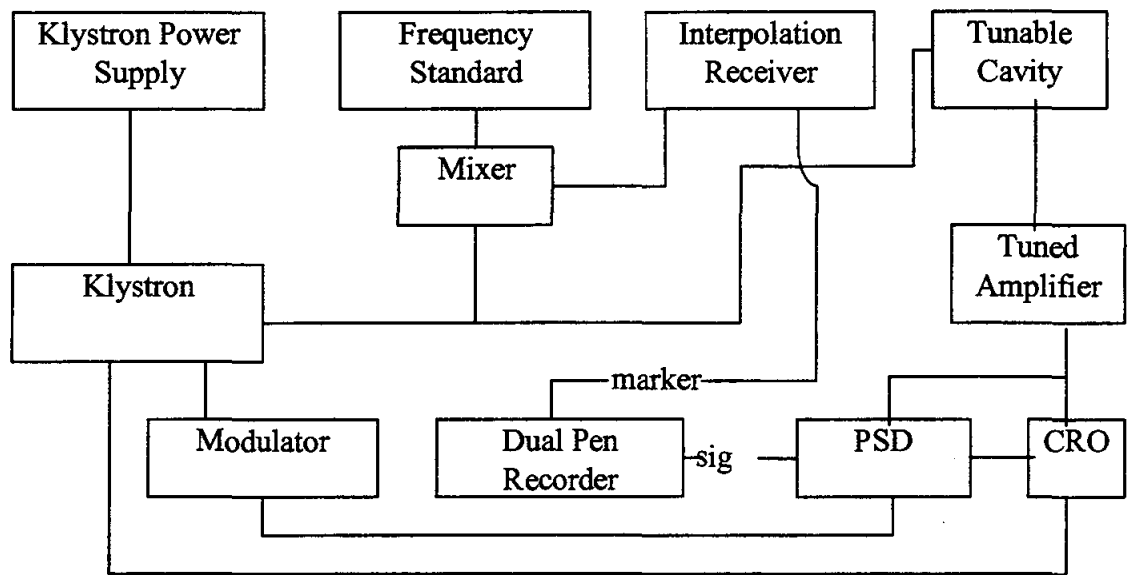 Klystron Power
Supply
Frequency
Standard
Interpolation
Receiver
Tunable
Cavity
Mixer
Tuned
Amplifier
Klystron
marker
Modulator
Dual Pen
Recorder
sig
PSD
CRO